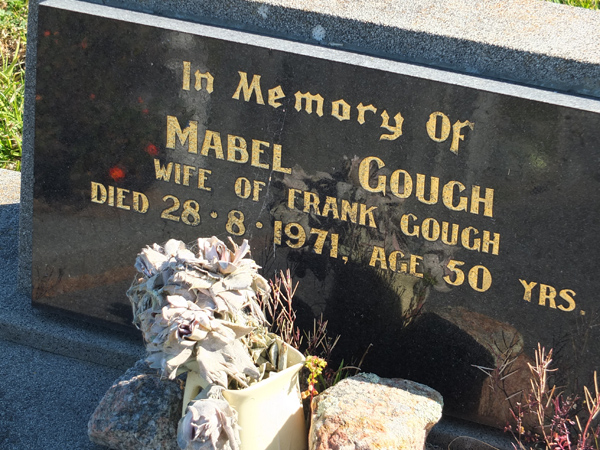 In Memory Of
MABEL GOUGH
WIFE OF FRANK GOUGH
DIED 28·8·1971, AGE 50 YRS.